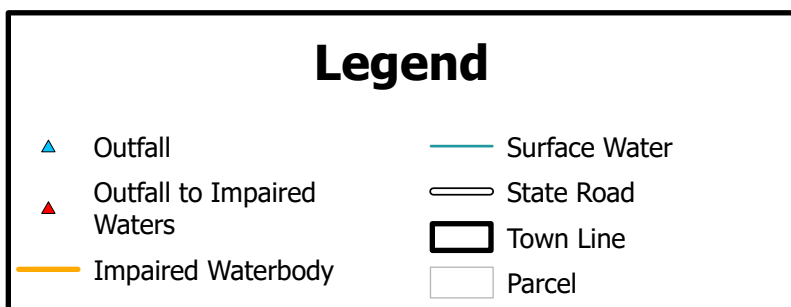 Legend
Outfall
Outfall to Impaired
Waters
Impaired Waterbody
Surface Water
State Road
Town Line
Parcel